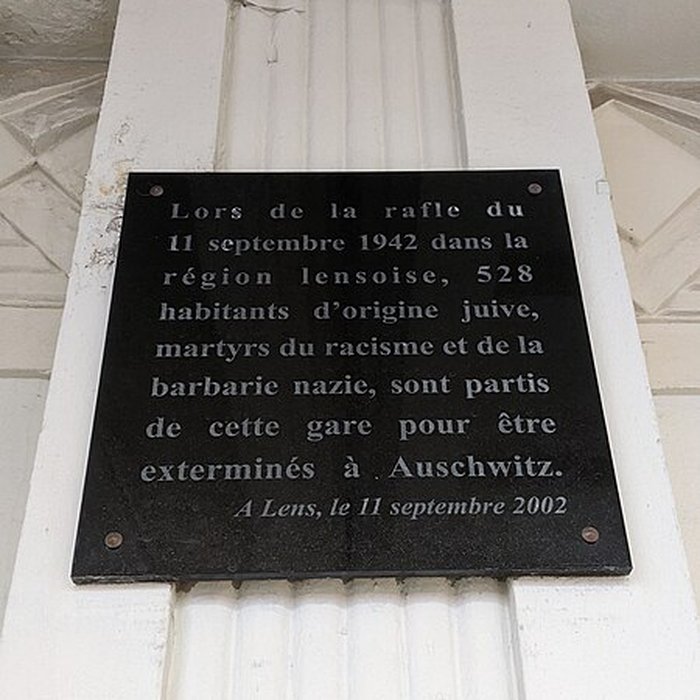 Lors de la rafle du
11 septembre 1942 dans la
région lensoise, 528
habitants d'origine juive,
martyrs du racisme et de la
barbarie nazie, sont partis
de cette gare pour être
exterminés à Auschwitz.
A Lens, le 11 septembre 2002